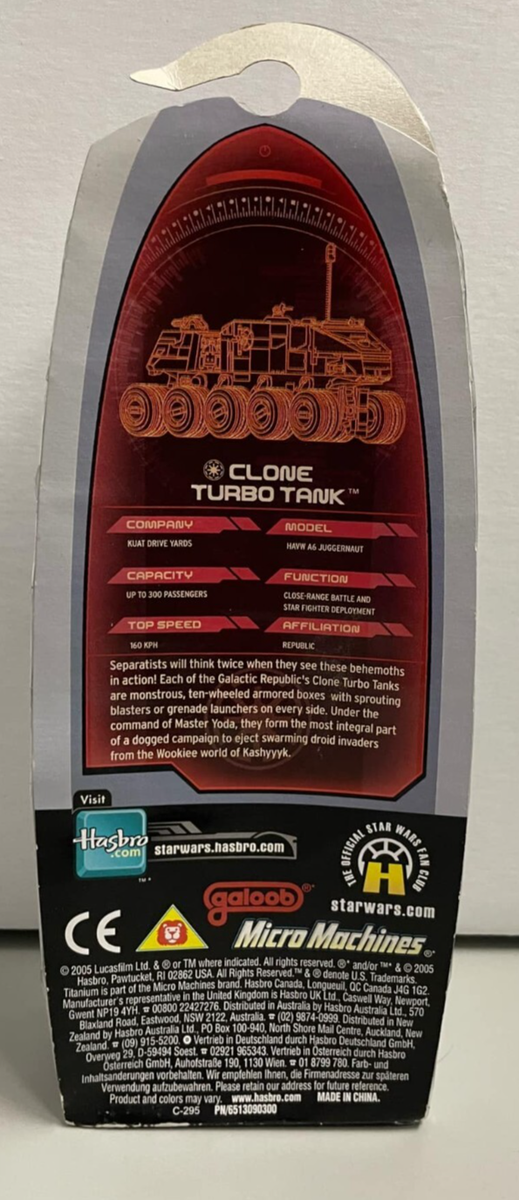 CLONE
TURBO TANK™
COMPANY
KUAT DRIVE YARDS
MODEL
HAVW A6 JUGGERNAUT
CAPACITY
UP TO 300 PASSENGERS
FUNCTION
CLOSE-RANGE BATTLE AND
STAR FIGHTER DEPLOYMENT
TOP SPEED
160 KPH
AFFILIATION
REPUBLIC
Separatists will think twice when they see these behemoths
in action! Each of the Galactic Republic's Clone Turbo Tanks
are monstrous, ten-wheeled armored boxes with sprouting
blasters or grenade launchers on every side. Under the
command of Master Yoda, they form the most integral part
of a dogged campaign to eject swarming droid invaders
from the Wookiee world of Kashyyyk.
Visit
Hasbro
.com
™*
starwars.hasbro.com
THE OFFICIAL STAR WARS FAN CLUB
H
starwars.com
CE
galoob®*
Micro Machines®*
© 2005 Lucasfilm Ltd. & ® or TM where indicated. All rights reserved. ®* and/or ™* & © 2005
Hasbro, Pawtucket, RI 02862 USA. All Rights Reserved.™ & ® denote U.S. Trademarks.
Titanium is part of the Micro Machines brand. Hasbro Canada, Longueuil, QC Canada J4G 1G2.
Manufacturer's representative in the United Kingdom is Hasbro UK Ltd., Caswell Way, Newport,
Gwent NP19 4YH. ☎ 00800 22427276. Distributed in Australia by Hasbro Australia Ltd., 570
Blaxland Road, Eastwood, NSW 2122, Australia. ☎ (02) 9874-0999. Distributed in New
Zealand by Hasbro Australia Ltd., PO Box 100-940, North Shore Mail Centre, Auckland, New
Zealand. ☎ (09) 915-5200. Vertrieb in Deutschland durch Hasbro Deutschland GmbH,
Overweg 29, D-59494 Soest. ☎ 02921 965343. Vertrieb in Österreich durch Hasbro
Österreich GmbH, Auhofstraße 190, 1130 Wien. ☎ 01 8799 780. Farb- und
Inhaltsänderungen vorbehalten. Wir empfehlen Ihnen, die Firmenadresse zur späteren
Verwendung aufzubewahren. Please retain our address for future reference.
Product and colors may vary. www.hasbro.com MADE IN CHINA.
C-295 PN/6513090300